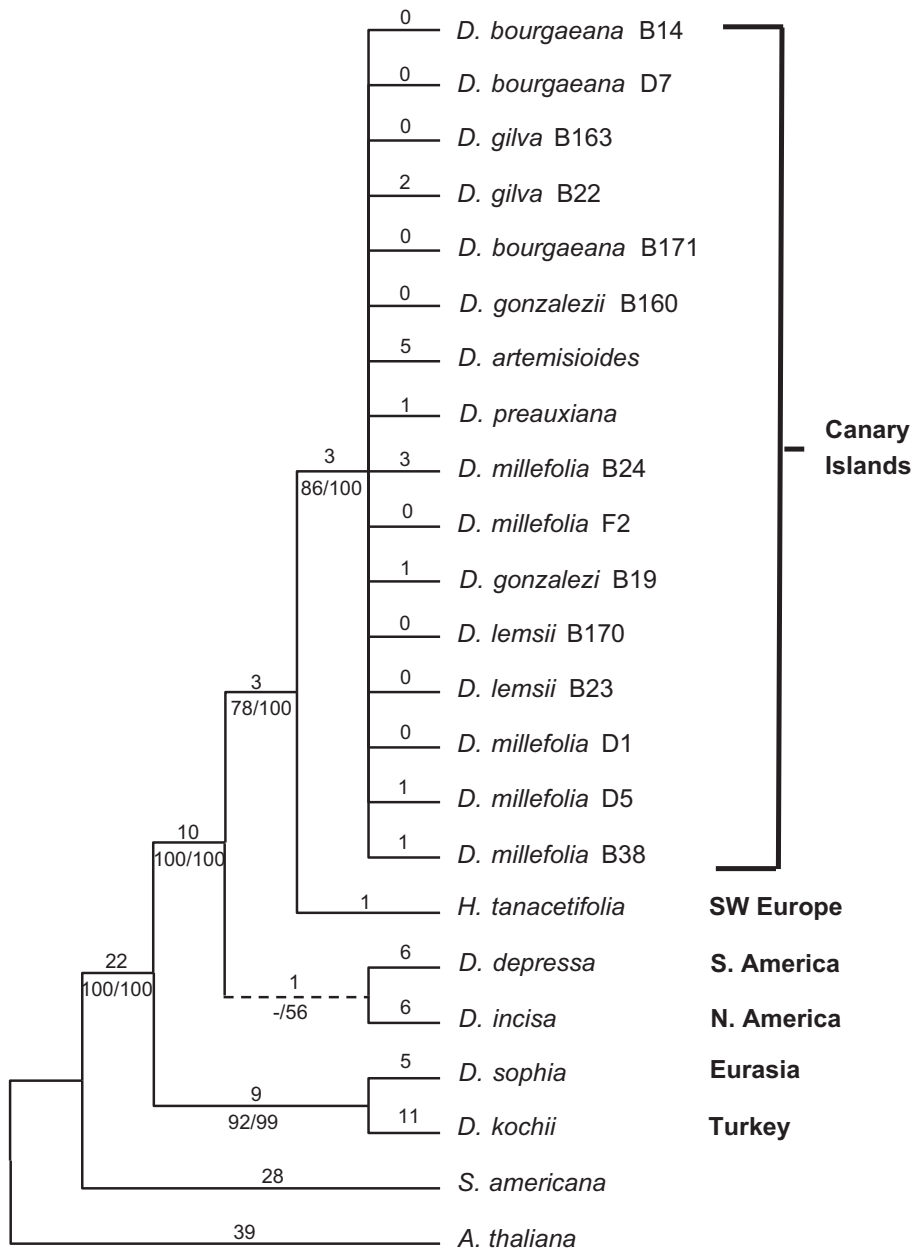 0
D. bourgaeana B14
0
D. bourgaeana D7
0
D. gilva B163
2
D. gilva B22
0
D. bourgaeana B171
0
D. gonzalezii B160
5
D. artemisioides
1
D. preauxiana
Canary
Islands
3
86/100
3
D. millefolia B24
0
D. millefolia F2
1
D. gonzalezi B19
0
D. lemsii B170
0
D. lemsii B23
3
78/100
0
D. millefolia D1
1
D. millefolia D5
10
100/100
1
D. millefolia B38
1
H. tanacetifolia SW Europe
22
100/100
6
D. depressa S. America
1
-/56
6
D. incisa N. America
5
D. sophia Eurasia
9
92/99
11
D. kochii Turkey
28
S. americana
39
A. thaliana